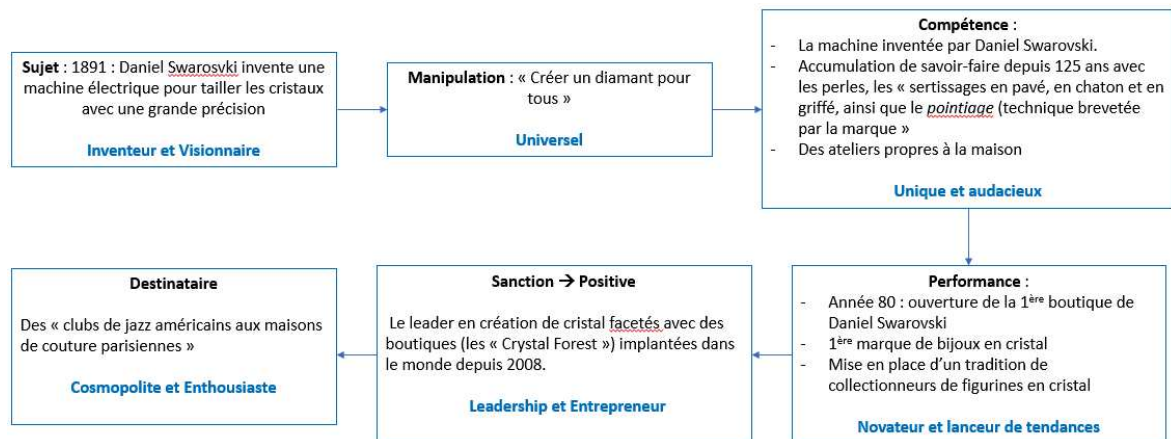 Sujet : 1891 : Daniel Swarosvki invente une
machine électrique pour tailler les cristaux
avec une grande précision
Inventeur et Visionnaire
Manipulation : « Créer un diamant pour
tous »
Universel
Compétence :
- La machine inventée par Daniel Swarovski.
- Accumulation de savoir-faire depuis 125 ans avec
les perles, les « sertissages en pavé, en chaton et en
griffé, ainsi que le pointiage (technique brevetée
par la marque »
- Des ateliers propres à la maison
Unique et audacieux
Performance :
- Année 80 : ouverture de la 1ère boutique de
Daniel Swarovski
- 1ère marque de bijoux en cristal
- Mise en place d’un tradition de
collectionneurs de figurines en cristal
Novateur et lanceur de tendances
Sanction → Positive
Le leader en création de cristal facetés avec des
boutiques (les « Crystal Forest ») implantées dans
le monde depuis 2008.
Leadership et Entrepreneur
Destinataire
Des « clubs de jazz américains aux maisons
de couture parisiennes »
Cosmopolite et Enthousiaste